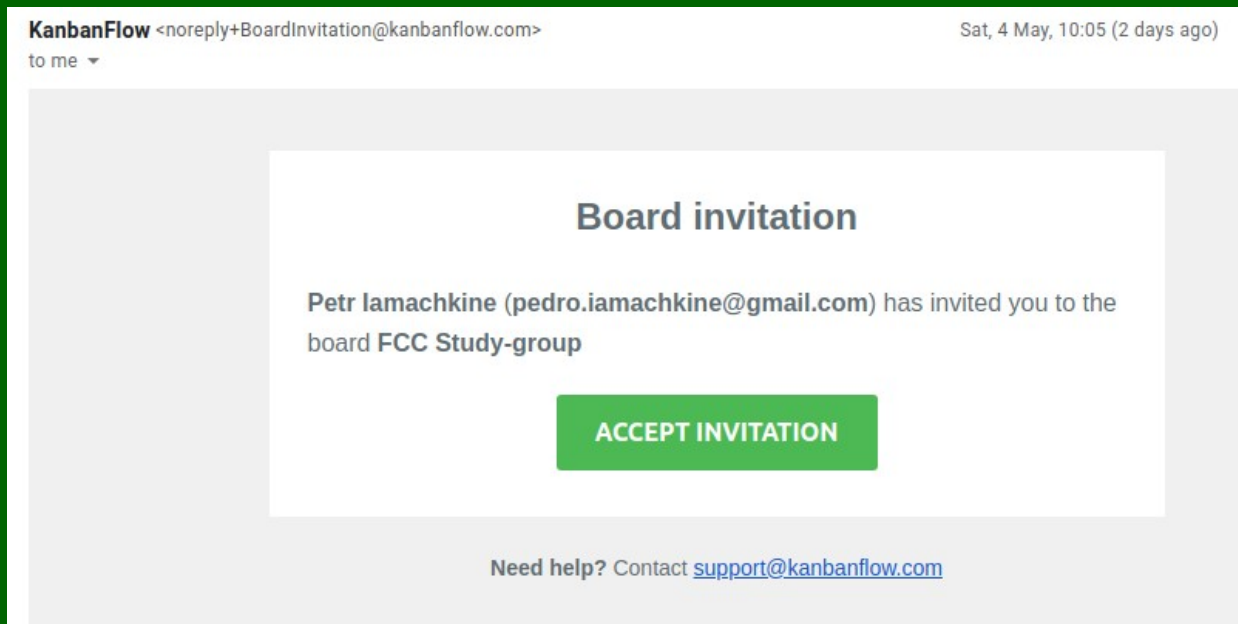 KanbanFlow <noreply+BoardInvitation@kanbanflow.com>
Sat, 4 May, 10:05 (2 days ago)
to me
Board invitation
Petr Iamachkine (pedro.iamachkine@gmail.com) has invited you to the
board FCC Study-group
ACCEPT INVITATION
Need help? Contact support@kanbanflow.com